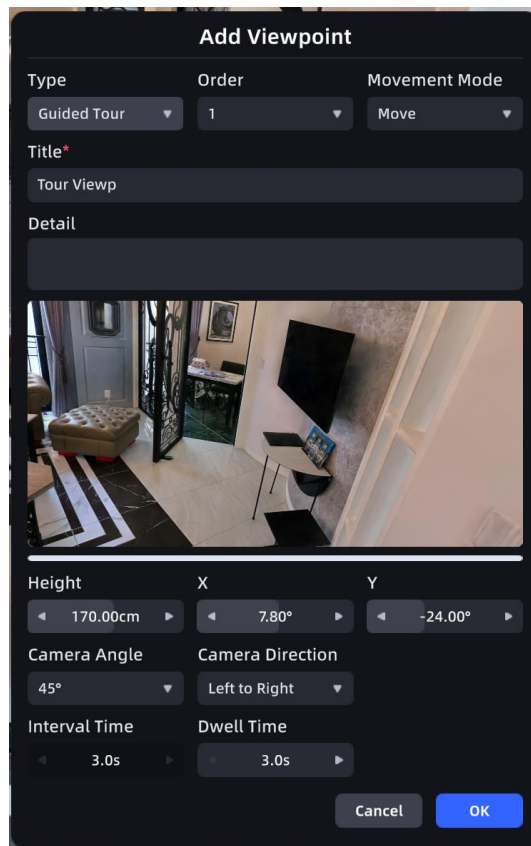 Add Viewpoint
Type Order Movement Mode
Guided Tour 1 Move
Title*
Tour Viewp
Detail
Height X Y
170.00cm 7.80° -24.00°
Camera Angle Camera Direction
45° Left to Right
Interval Time Dwell Time
3.0s 3.0s
Cancel OK